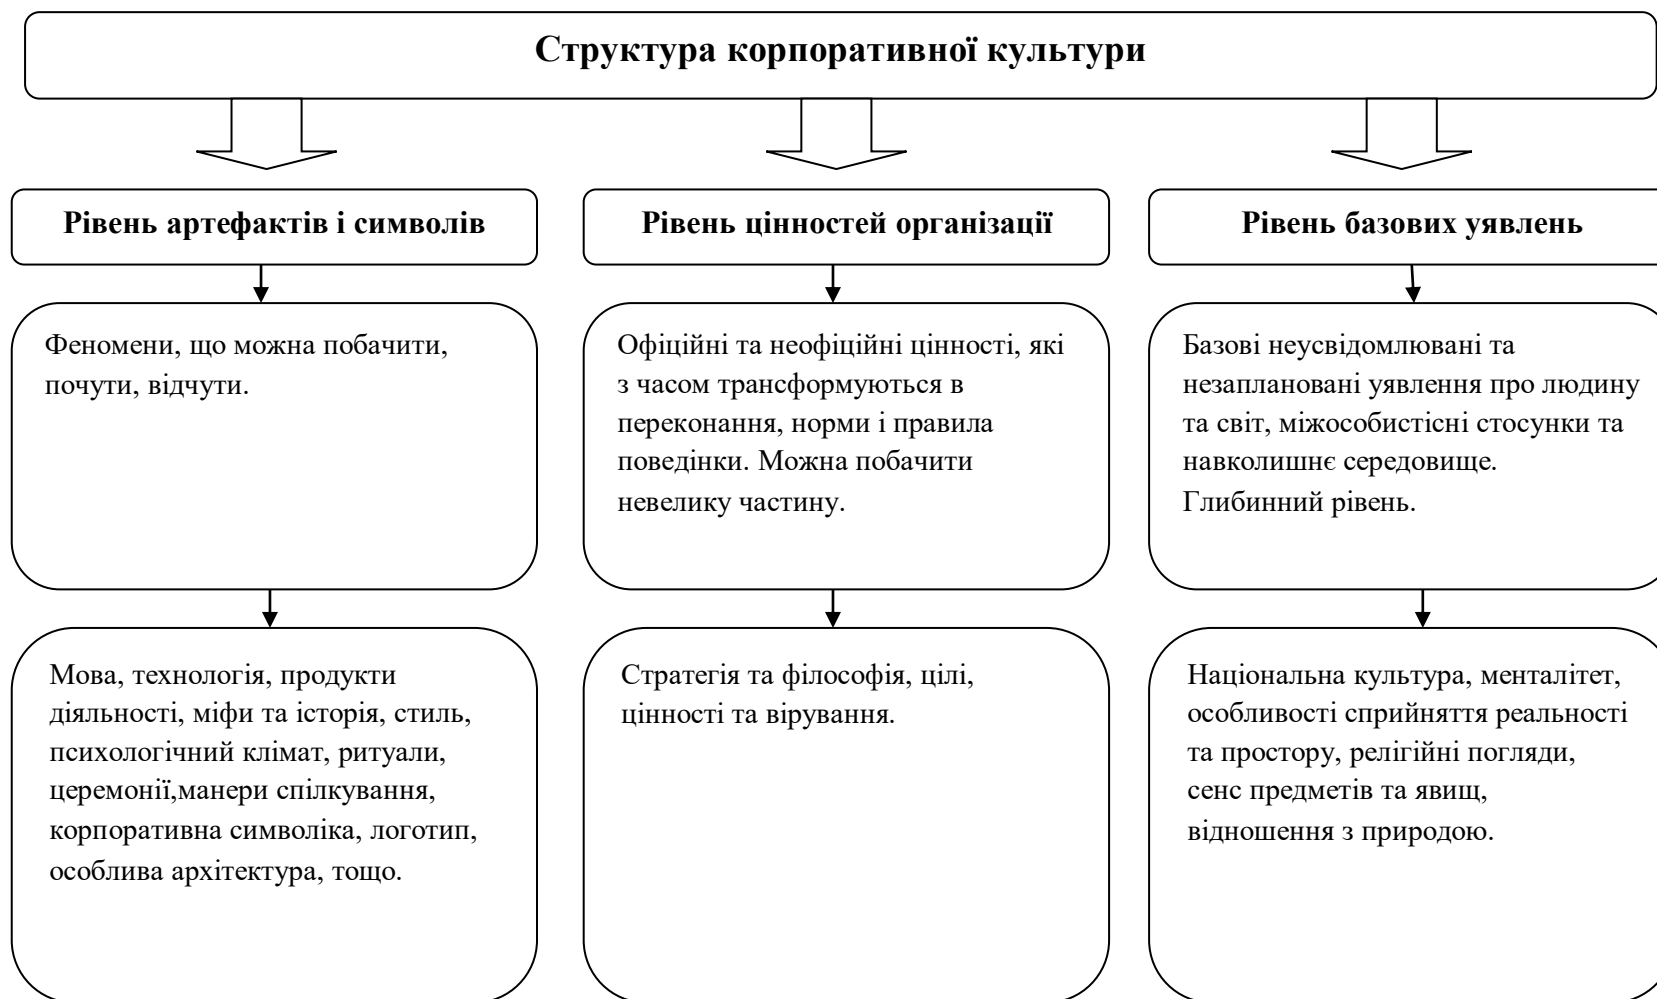 Структура корпоративної культури
Рівень артефактів і символів
Рівень цінностей організації
Рівень базових уявлень
Феномени, що можна побачити,
почути, відчути.
Офіційні та неофіційні цінності, які
з часом трансформуються в
переконання, норми і правила
поведінки. Можна побачити
невелику частину.
Базові неусвідомлювані та
незаплановані уявлення про людину
та світ, міжособистісні стосунки та
навколишнє середовище.
Глибинний рівень.
Мова, технологія, продукти
діяльності, міфи та історія, стиль,
психологічний клімат, ритуали,
церемонії,манери спілкування,
корпоративна символіка, логотип,
особлива архітектура, тощо.
Стратегія та філософія, цілі,
цінності та вірування.
Національна культура, менталітет,
особливості сприйняття реальності
та простору, релігійні погляди,
сенс предметів та явищ,
відношення з природою.